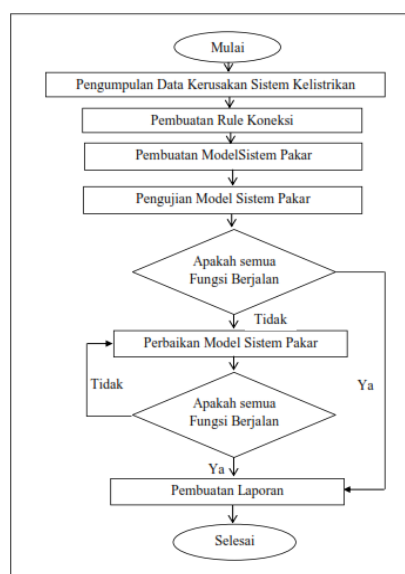 Mulai
Pengumpulan Data Kerusakan Sistem Kelistrikan
Pembuatan Rule Koneksi
Pembuatan ModelSistem Pakar
Pengujian Model Sistem Pakar
Apakah semua
Fungsi Berjalan
Tidak
Perbaikan Model Sistem Pakar
Tidak
Ya
Apakah semua
Fungsi Berjalan
Ya
Pembuatan Laporan
Selesai